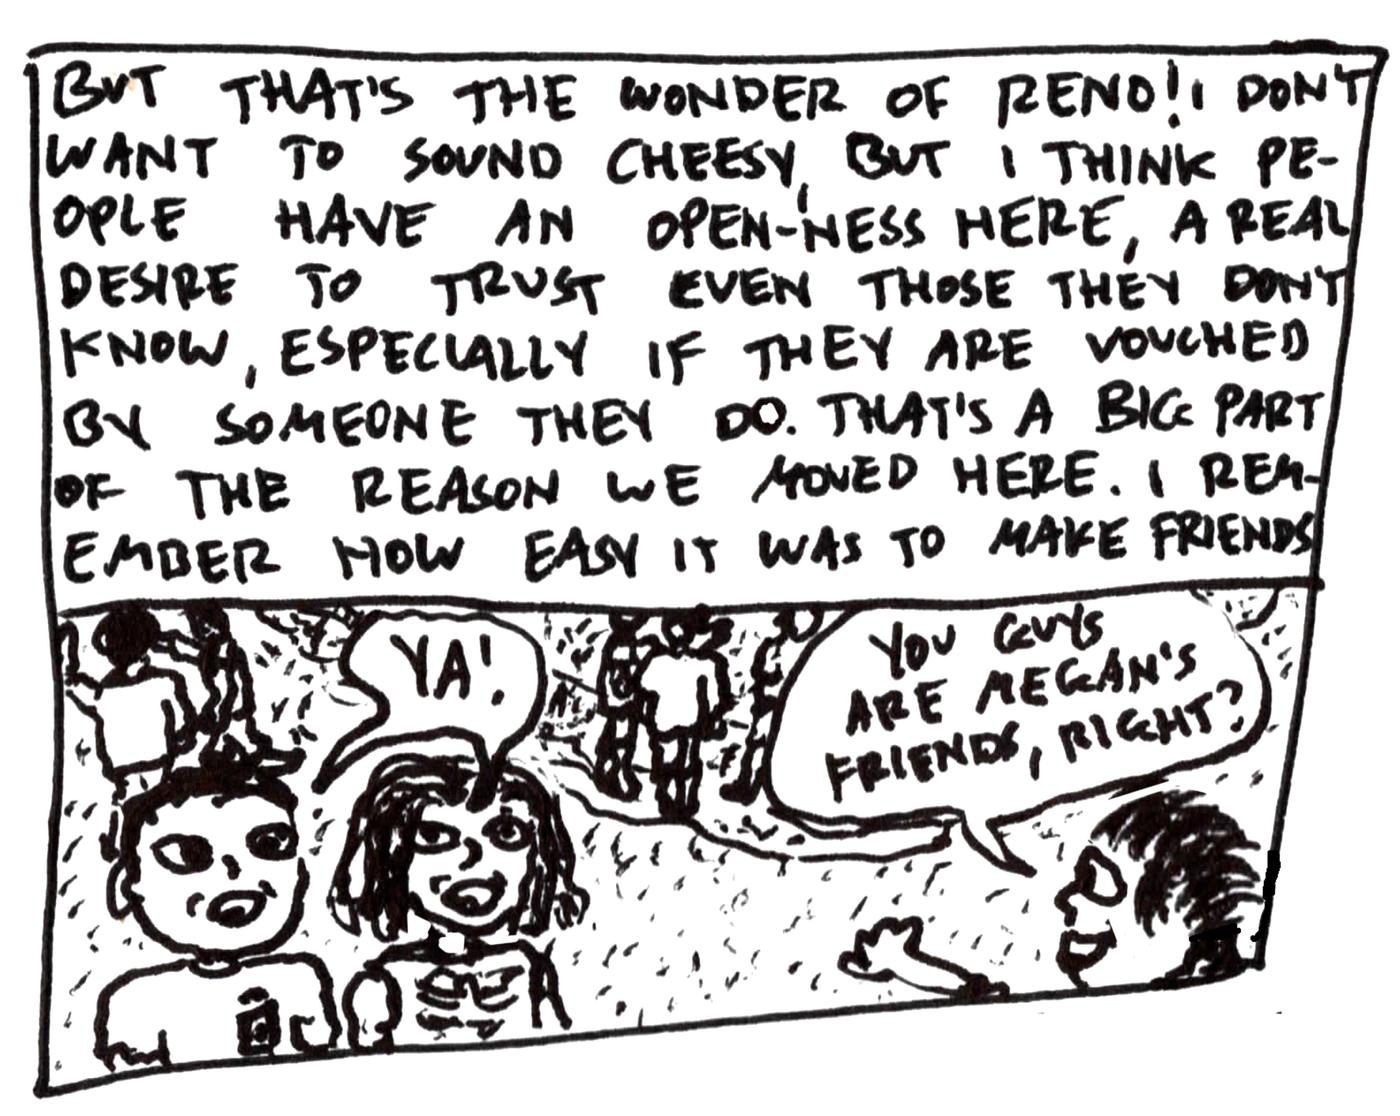 BUT THAT'S THE WONDER OF RENO! I DON'T
WANT TO SOUND CHEESY, BUT I THINK PE-
OPLE HAVE AN OPEN-NESS HERE, A REAL
DESIRE TO TRUST EVEN THOSE THEY DON'T
KNOW, ESPECIALLY IF THEY ARE VOUCHED
BY SOMEONE THEY DO. THAT'S A BIG PART
OF THE REASON WE MOVED HERE. I REM-
EMBER HOW EASY IT WAS TO MAKE FRIENDS
YA!
YOU GUYS
ARE MEGAN'S
FRIENDS, RIGHT?